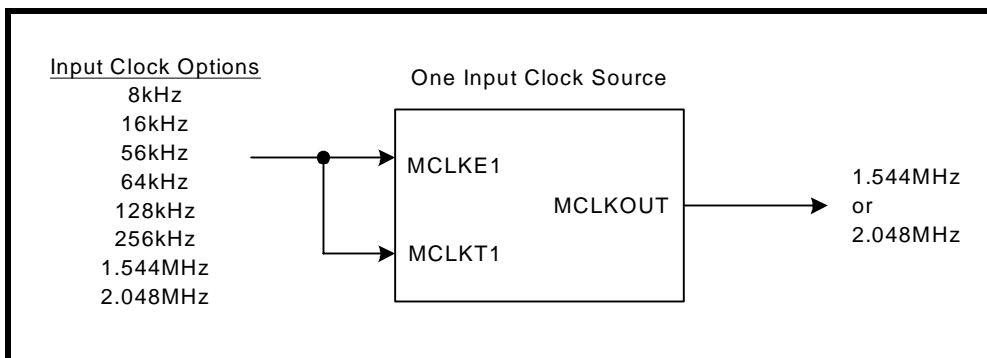 Input Clock Options
8kHz
16kHz
56kHz
64kHz
128kHz
256kHz
1.544MHz
2.048MHz
One Input Clock Source
MCLKE1
MCLKT1
MCLKOUT
1.544MHz
or
2.048MHz